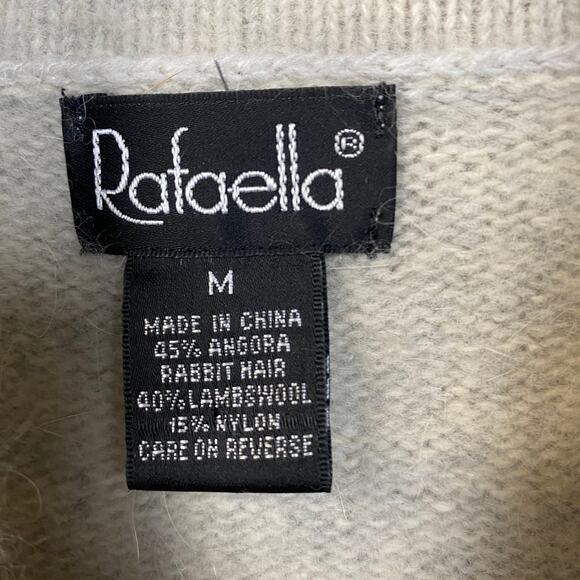 Rafaella®
M
MADE IN CHINA
45% ANGORA
RABBIT HAIR
40% LAMBSWOOL
15% NYLON
CARE ON REVERSE